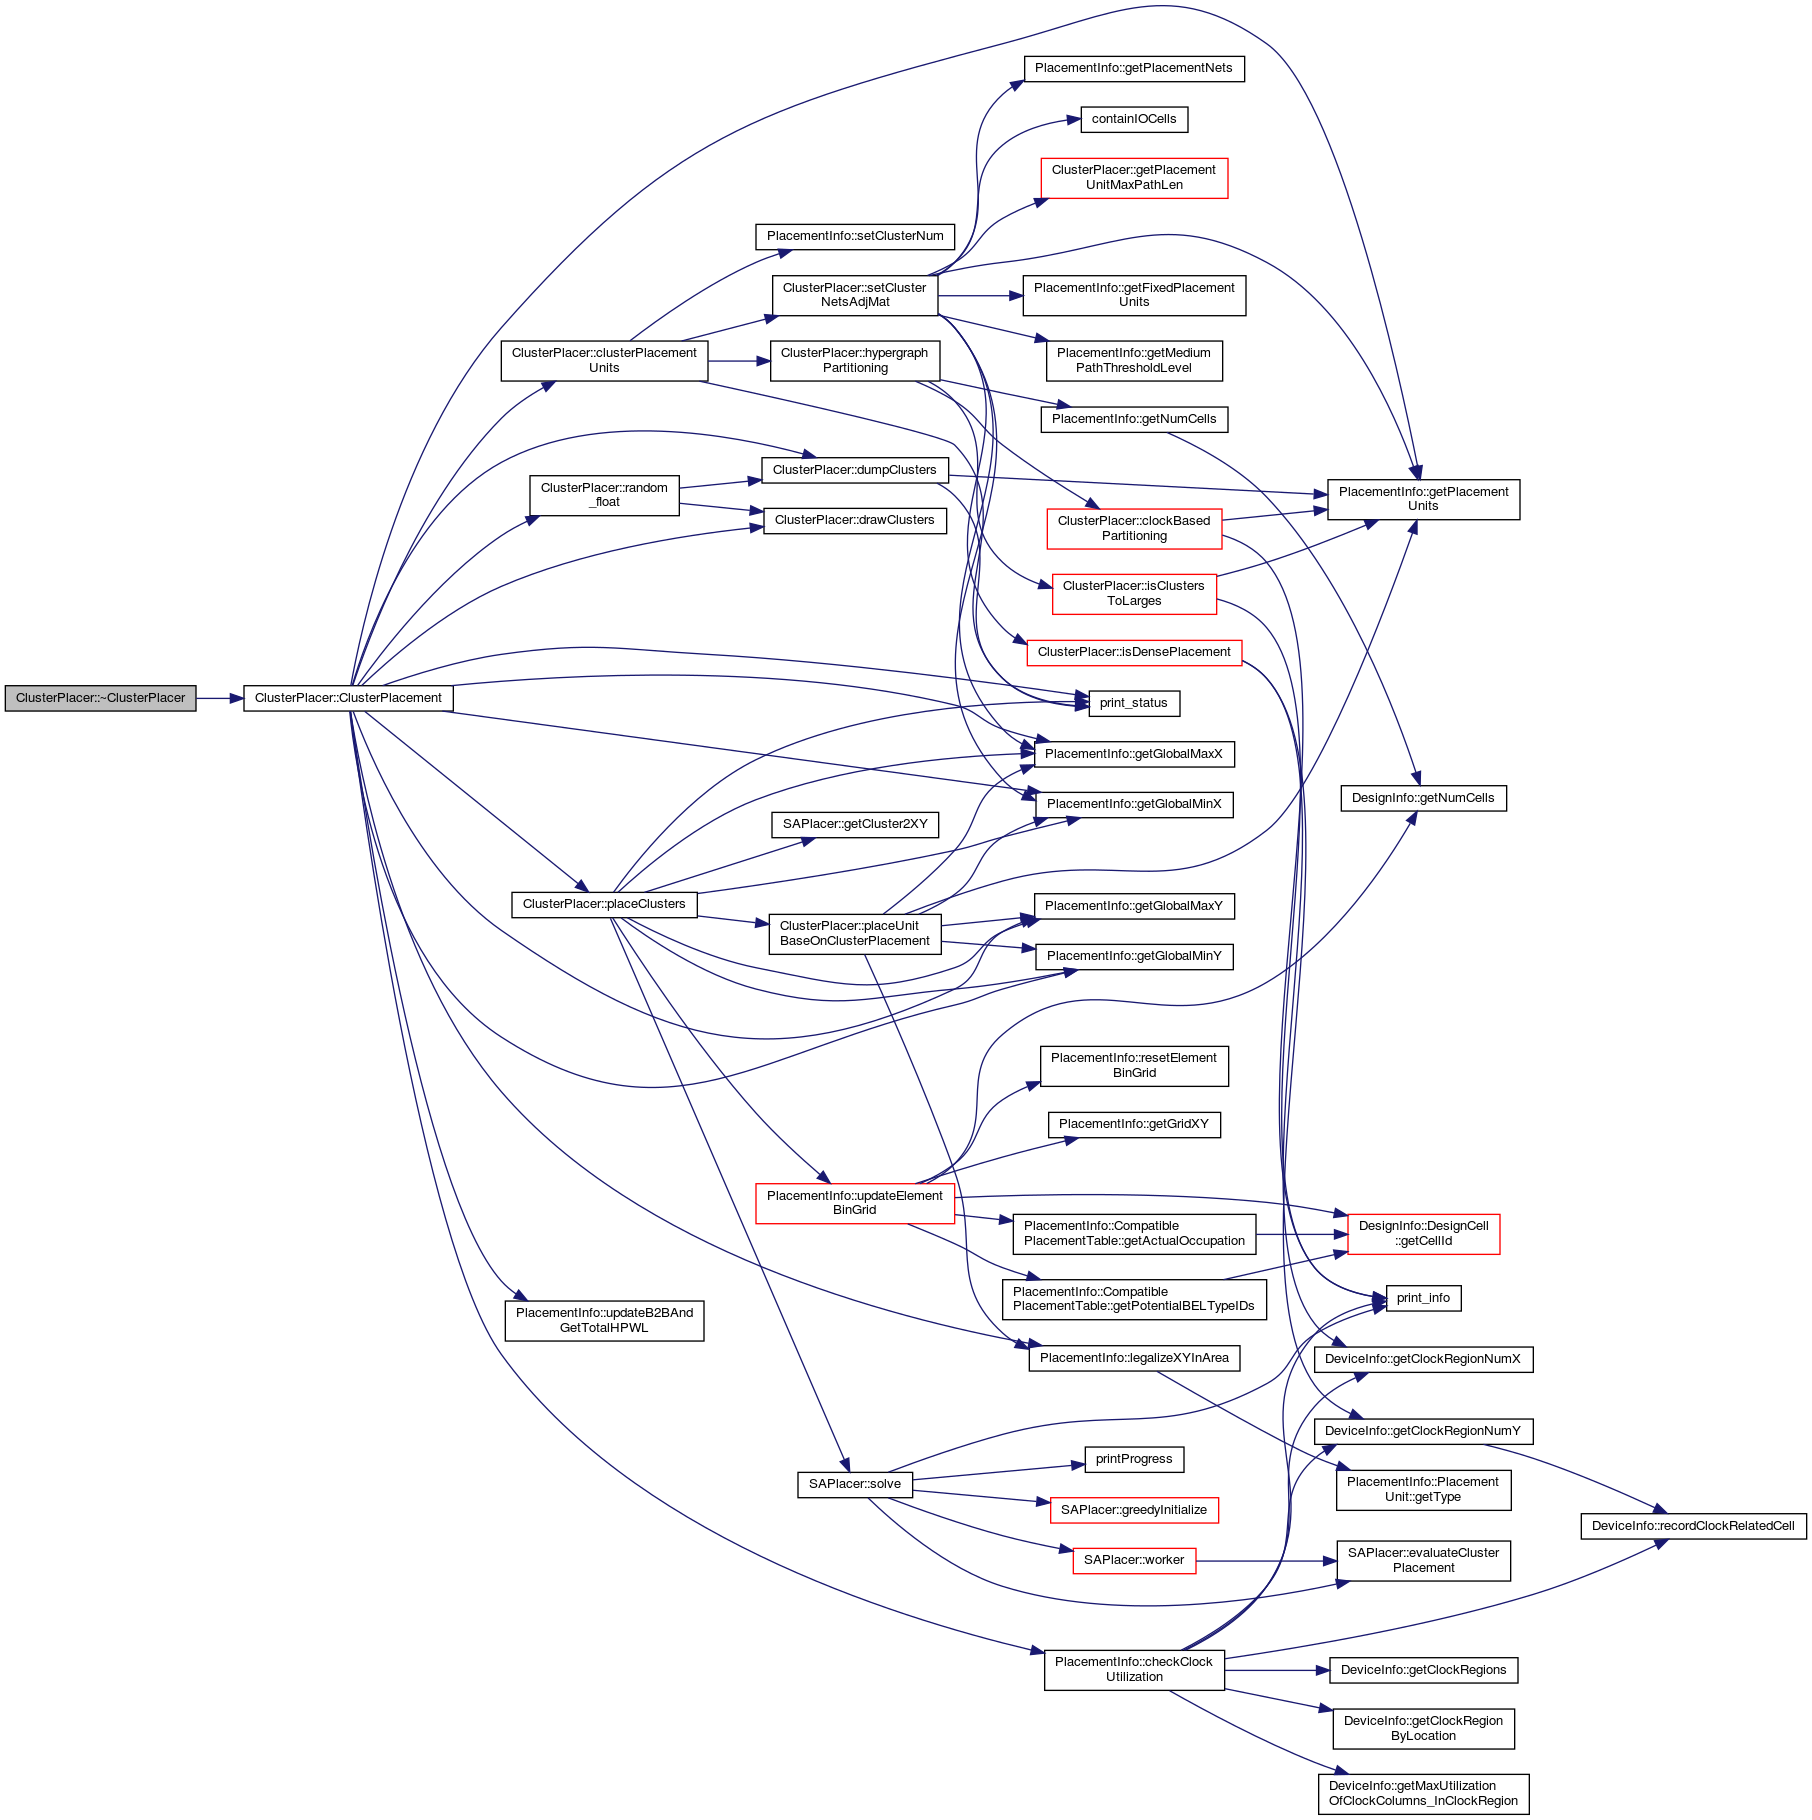 PlacementInfo::getPlacementNets
containIOCells
ClusterPlacer::getPlacement
UnitMaxPathLen
PlacementInfo::setClusterNum
ClusterPlacer::setCluster
NetsAdjMat
PlacementInfo::getFixedPlacement
Units
ClusterPlacer::clusterPlacement
Units
ClusterPlacer::hypergraph
Partitioning
PlacementInfo::getMedium
PathThresholdLevel
PlacementInfo::getNumCells
ClusterPlacer::dumpClusters
ClusterPlacer::random
_float
ClusterPlacer::drawClusters
PlacementInfo::getPlacement
Units
ClusterPlacer::clockBased
Partitioning
ClusterPlacer::isClusters
ToLarges
ClusterPlacer::isDensePlacement
ClusterPlacer::~ClusterPlacer
ClusterPlacer::ClusterPlacement
print_status
PlacementInfo::getGlobalMaxX
PlacementInfo::getGlobalMinX
DesignInfo::getNumCells
SAPlacer::getCluster2XY
ClusterPlacer::placeClusters
ClusterPlacer::placeUnit
BaseOnClusterPlacement
PlacementInfo::getGlobalMaxY
PlacementInfo::getGlobalMinY
PlacementInfo::resetElement
BinGrid
PlacementInfo::getGridXY
PlacementInfo::updateElement
BinGrid
PlacementInfo::Compatible
PlacementTable::getActualOccupation
DesignInfo::DesignCell
::getCellId
PlacementInfo::Compatible
PlacementTable::getPotentialBELTypeIDs
print_info
PlacementInfo::updateB2BAnd
GetTotalHPWL
PlacementInfo::legalizeXYInArea
DeviceInfo::getClockRegionNumX
DeviceInfo::getClockRegionNumY
printProgress
SAPlacer::solve
PlacementInfo::Placement
Unit::getType
SAPlacer::greedyInitialize
DeviceInfo::recordClockRelatedCell
SAPlacer::worker
SAPlacer::evaluateCluster
Placement
PlacementInfo::checkClock
Utilization
DeviceInfo::getClockRegions
DeviceInfo::getClockRegion
ByLocation
DeviceInfo::getMaxUtilization
OfClockColumns_InClockRegion